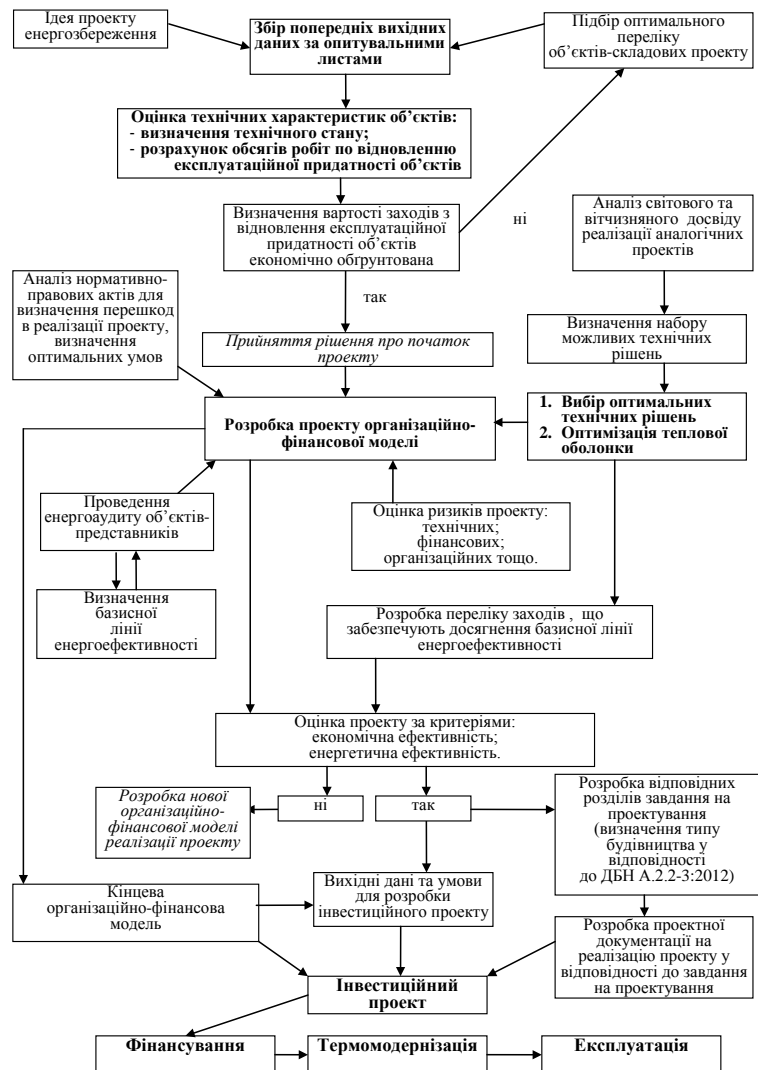 Ідея проекту
енергозбереження
Збір попередніх вихідних
даних за опитувальними
листами
Підбір оптимального
переліку
об’єктів-складових проекту
Оцінка технічних характеристик об’єктів:
- визначення технічного стану;
- розрахунок обсягів робіт по відновленню
експлуатаційної придатності об’єктів
Визначення вартості заходів з
відновлення експлуатаційної
придатності об’єктів
економічно обґрунтована
ні
Аналіз світового та
вітчизняного досвіду
реалізації аналогічних
проектів
Аналіз нормативно-
правових актів для
визначення перешкод
в реалізації проекту,
визначення
оптимальних умов
так
Прийняття рішення про початок
проекту
Визначення набору
можливих технічних
рішень
Розробка проекту організаційно-
фінансової моделі
1. Вибір оптимальних
технічних рішень
2. Оптимізація теплової
оболонки
Проведення
енергоаудиту об’єктів-
представників
Оцінка ризиків проекту:
технічних;
фінансових;
організаційних тощо.
Визначення
базисної
лінії
енергоефективності
Розробка переліку заходів , що
забезпечують досягнення базисної лінії
енергоефективності
Оцінка проекту за критеріями:
економічна ефективність;
енергетична ефективність.
Розробка нової
організаційно-
фінансової моделі
реалізації проекту
ні
так
Розробка відповідних
розділів завдання на
проектування
(визначення типу
будівництва у
відповідності
до ДБН А.2.2-3:2012)
Кінцева
організаційно-фінансова
модель
Вихідні дані та умови
для розробки
інвестиційного проекту
Розробка проектної
документації на
реалізацію проекту у
відповідності до завдання
на проектування
Інвестиційний
проект
Фінансування
Термомодернізація
Експлуатація